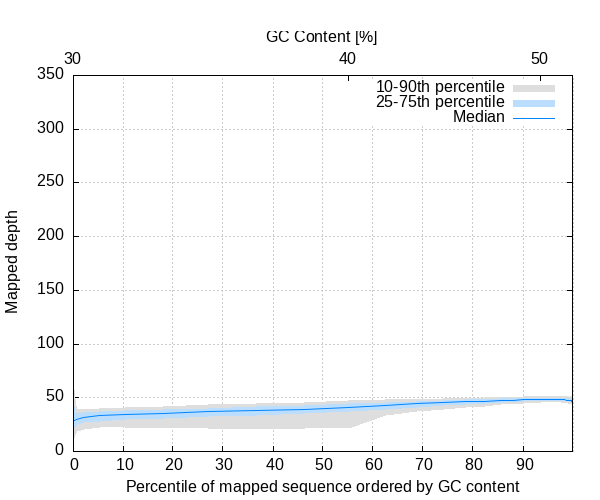 GC Content [%]
30 40 50
350
300
250
200
150
100
50
0
Mapped depth
10-90th percentile
25-75th percentile
Median
0 10 20 30 40 50 60 70 80 90
Percentile of mapped sequence ordered by GC content